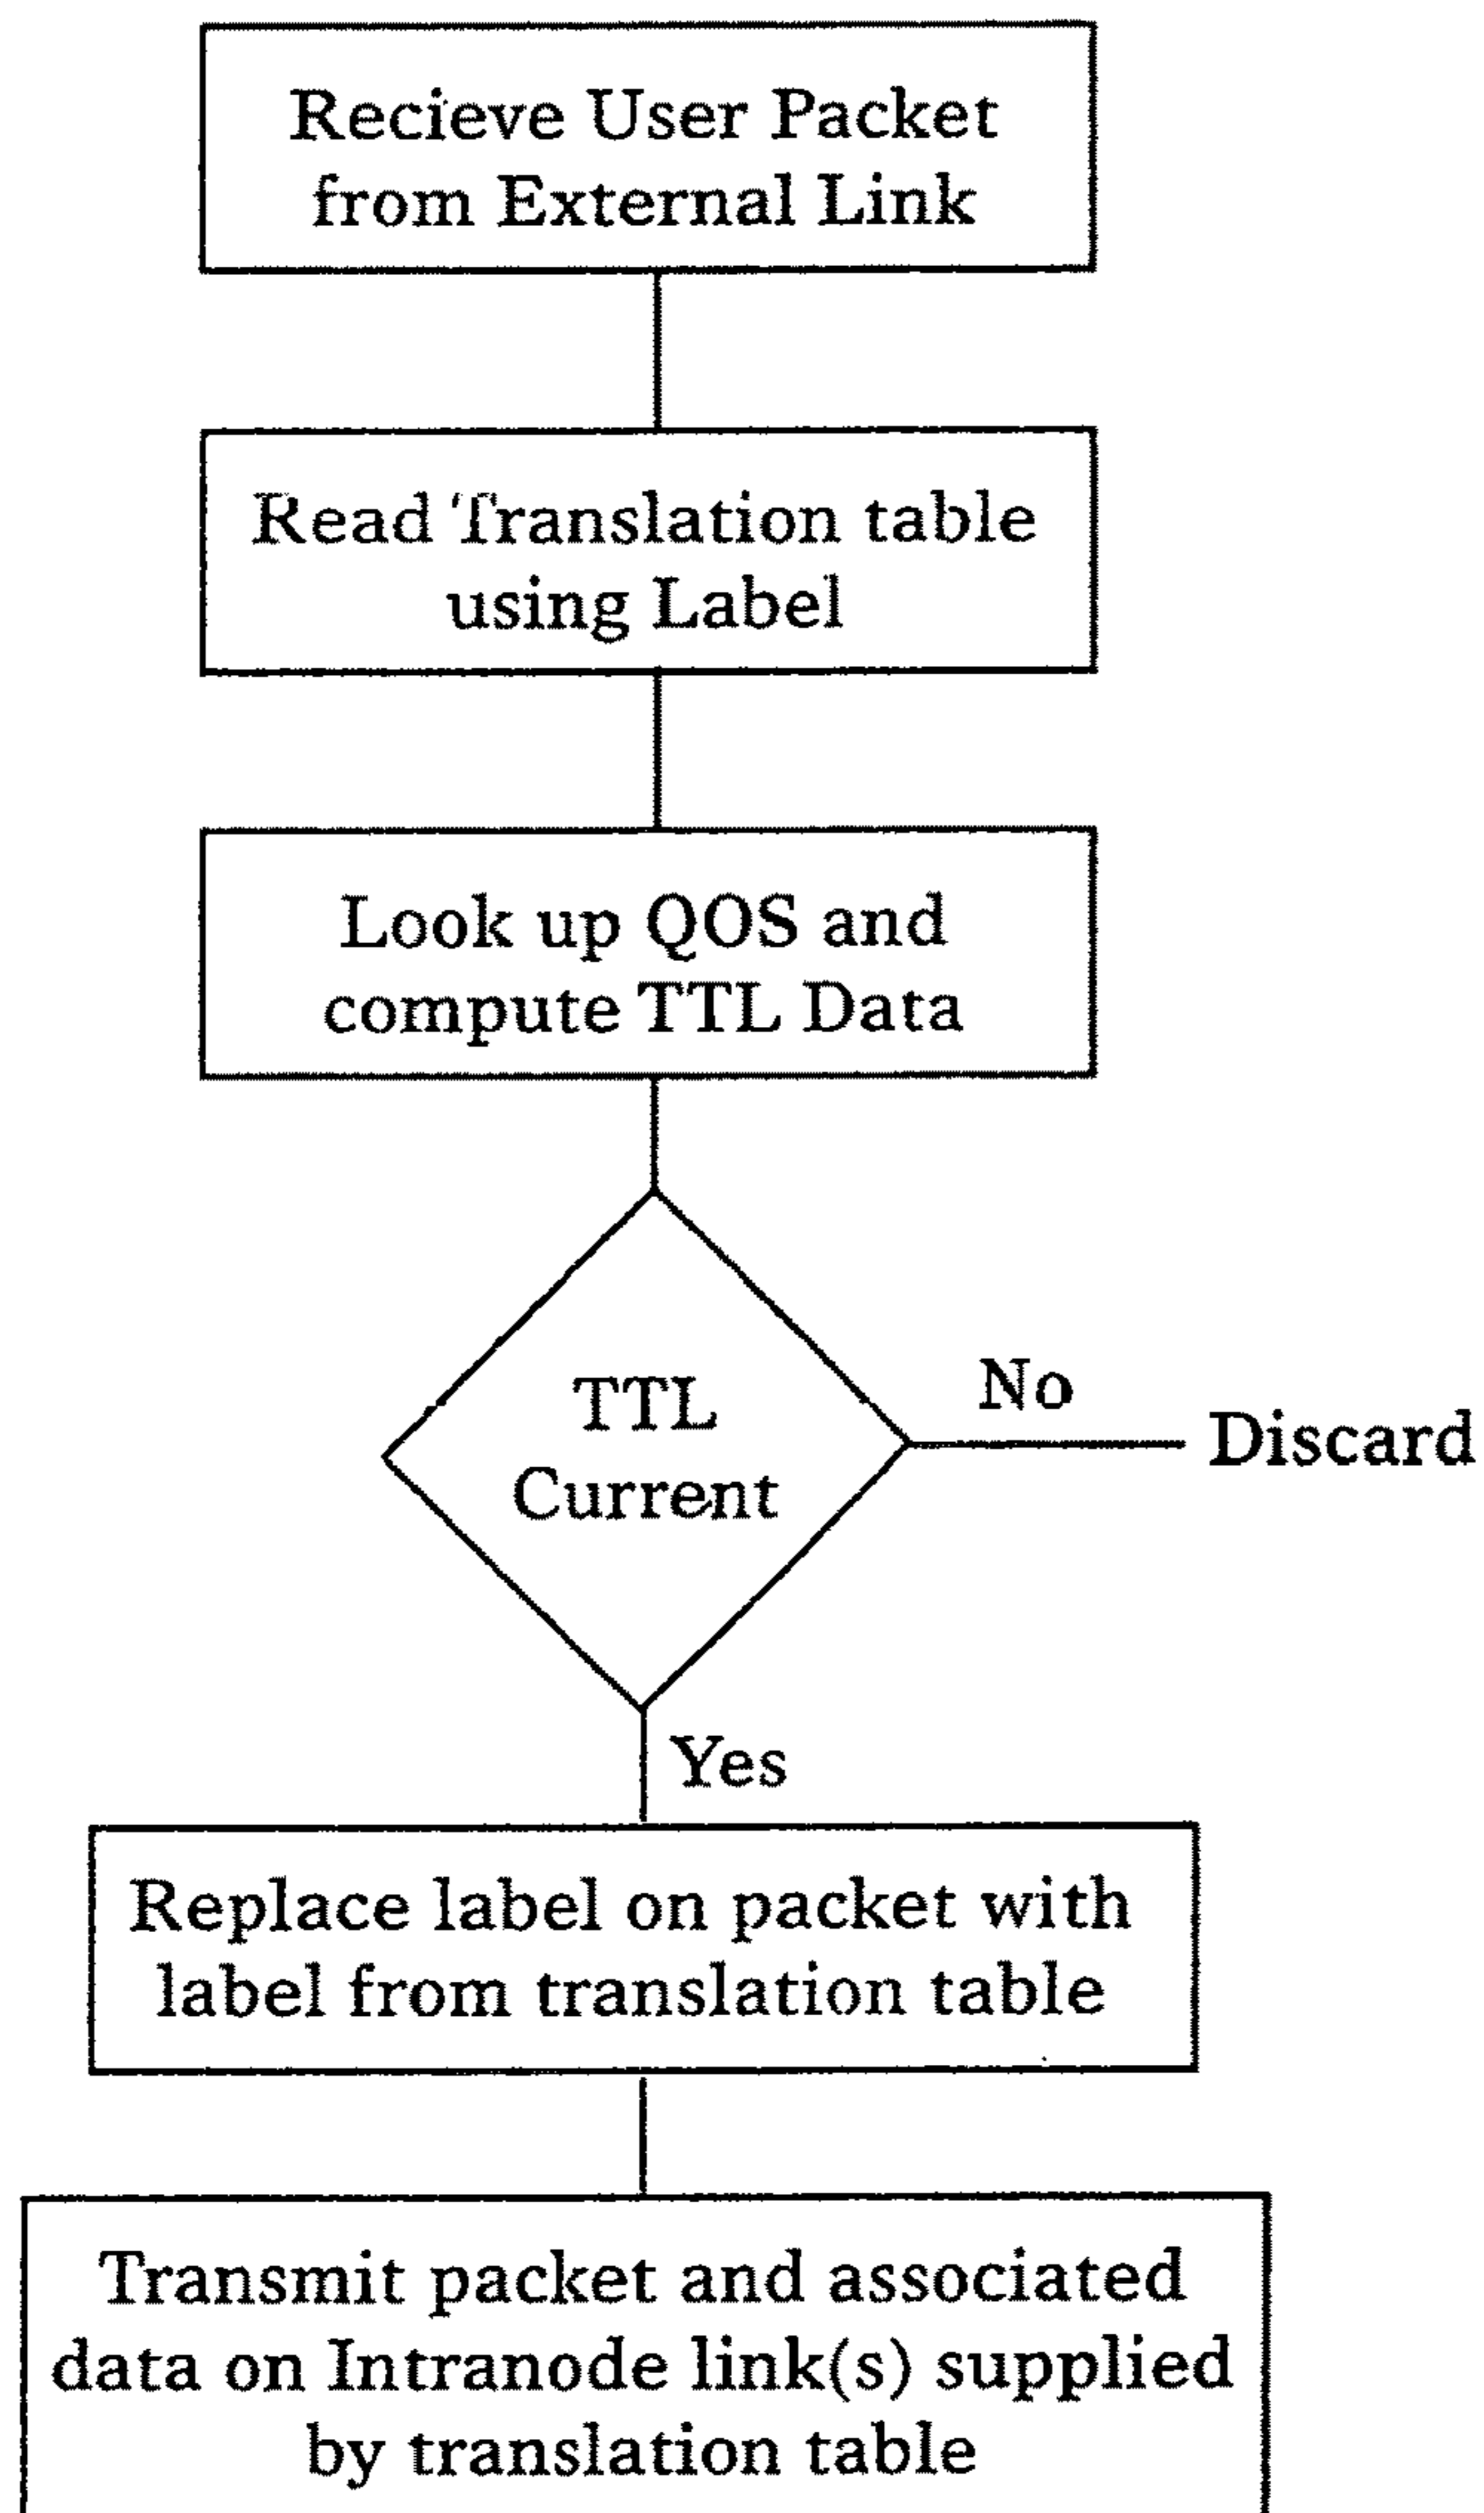 Recieve User Packet
from External Link
Read Translation table
using Label
Look up QOS and
compute TTL Data
TTL
Current
No
Discard
Yes
Replace label on packet with
label from translation table
Transmit packet and associated
data on Intranode link(s) supplied
by translation table